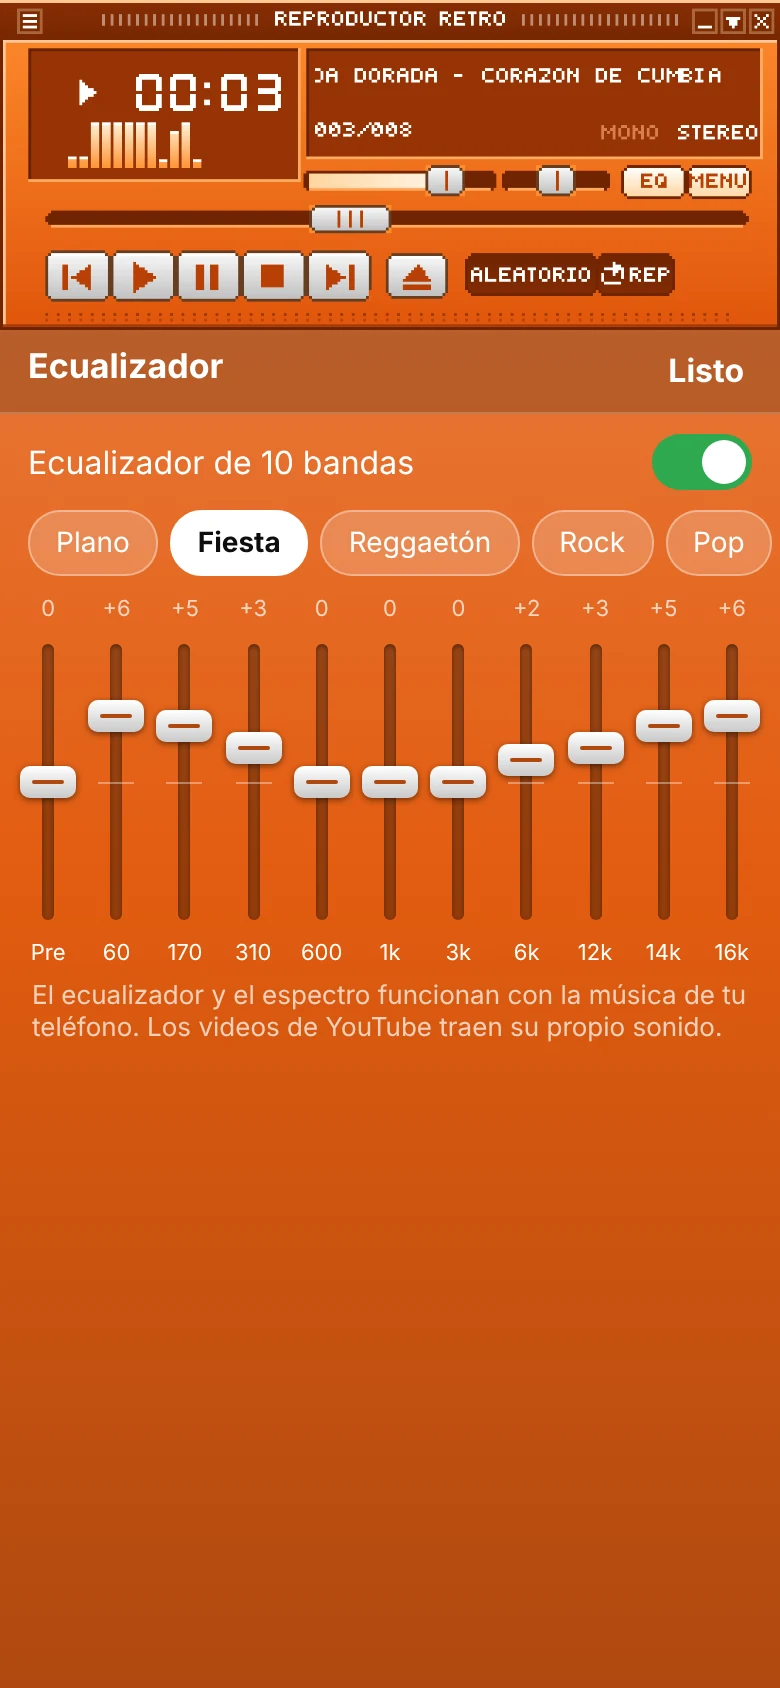 REPRODUCTOR RETRO
00:03
DA DORADA - CORAZON DE CUMBIA
003/008
MONO STEREO
EQ MENU
ALEATORIO REP
Ecualizador
Listo
Ecualizador de 10 bandas
Plano Fiesta Reggaetón Rock Pop
0 +6 +5 +3 0 0 0 +2 +3 +5 +6
Pre 60 170 310 600 1k 3k 6k 12k 14k 16k
El ecualizador y el espectro funcionan con la música de tu
teléfono. Los videos de YouTube traen su propio sonido.